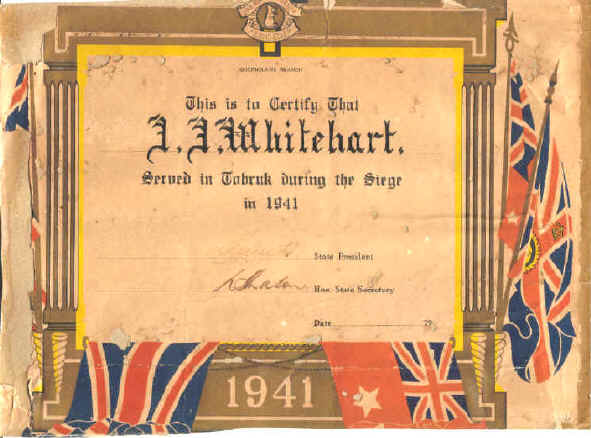 QUEENSLAND BRANCH
This is to Certify That
J. J. Whitehart.
Served in Tobruk during the Siege
in 1941
State President
Hon. State Secretary
Date
1941